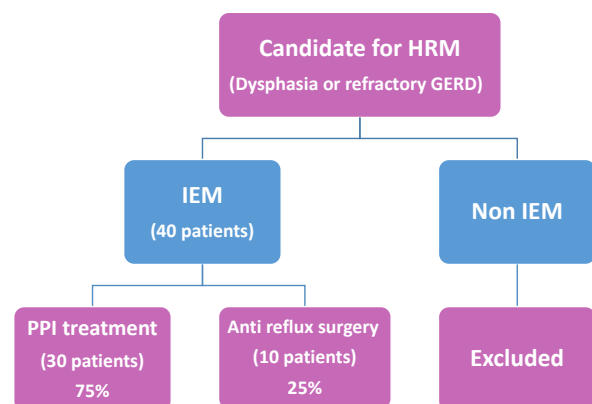 Candidate for HRM
(Dysphasia or refractory GERD)
IEM
(40 patients)
Non IEM
PPI treatment
(30 patients)
75%
Anti reflux surgery
(10 patients)
25%
Excluded